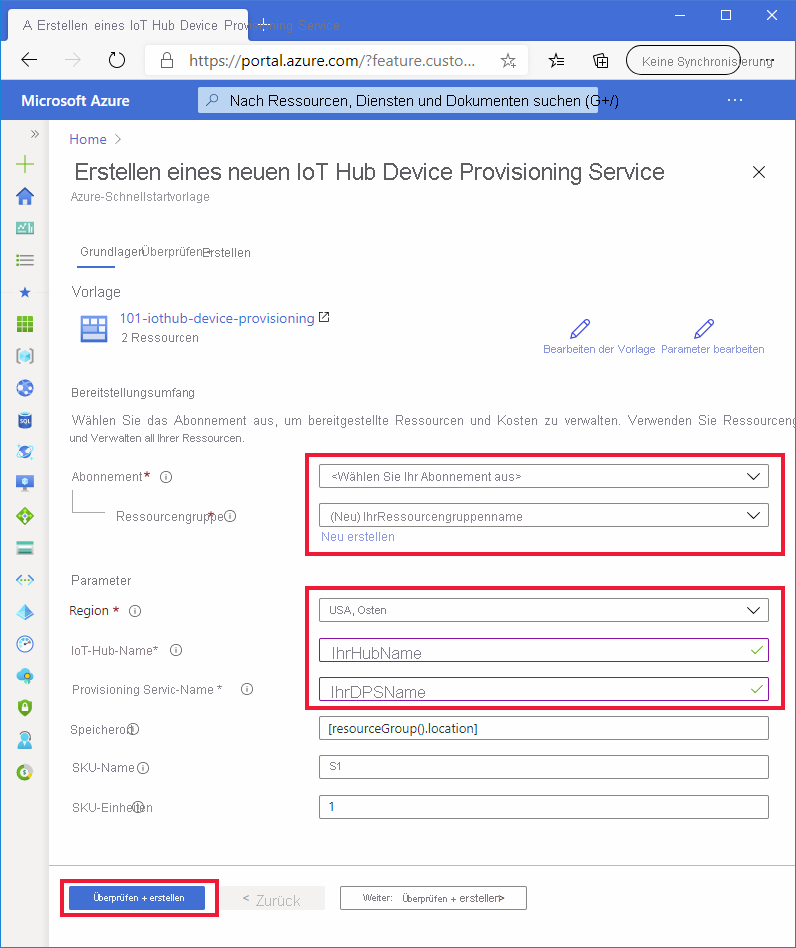 A Erstellen eines IoT Hub Device Provisioning Service
https://portal.azure.com/?feature.custo...
Keine Synchronisierung
Microsoft Azure
Nach Ressourcen, Diensten und Dokumenten suchen (G+/)
Home
Erstellen eines neuen IoT Hub Device Provisioning Service
Azure-Schnellstartvorlage
Grundlagen Überprüfen + Erstellen
Vorlage
101-iothub-device-provisioning
2 Ressourcen
Bearbeiten der Vorlage Parameter bearbeiten
Bereitstellungsumfang
Wählen Sie das Abonnement aus, um bereitgestellte Ressourcen und Kosten zu verwalten. Verwenden Sie Ressourceng
und Verwalten all Ihrer Ressourcen.
Abonnement* <Wählen Sie Ihr Abonnement aus>
Ressourcengruppe* (Neu) IhrRessourcengruppenname
Neu erstellen
Parameter
Region * USA, Osten
IoT-Hub-Name* IhrHubName
Provisioning Servic-Name * IhrDPSName
Speicherort [resourceGroup().location]
SKU-Name S1
SKU-Einheiten 1
Überprüfen + erstellen < Zurück Weiter: Überprüfen + erstellen>